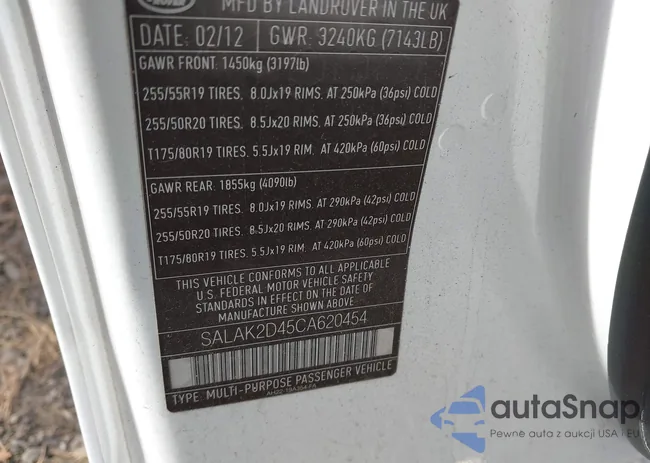 MFD BY LANDROVER IN THE UK
DATE: 02/12 GWR: 3240KG (7143LB)
GAWR FRONT: 1450kg (3197lb)
255/55R19 TIRES. 8.0Jx19 RIMS. AT 250kPa (36psi) COLD
255/50R20 TIRES. 8.5Jx20 RIMS. AT 250kPa (36psi) COLD
T175/80R19 TIRES. 5.5Jx19 RIM. AT 420kPa (60psi) COLD
GAWR REAR: 1855kg (4090lb)
255/55R19 TIRES. 8.0Jx19 RIMS. AT 290kPa (42psi) COLD
255/50R20 TIRES. 8.5Jx20 RIMS. AT 290kPa (42psi) COLD
T175/80R19 TIRES. 5.5Jx19 RIM. AT 420kPa (60psi) COLD
THIS VEHICLE CONFORMS TO ALL APPLICABLE
U.S. FEDERAL MOTOR VEHICLE SAFETY
STANDARDS IN EFFECT ON THE DATE OF
MANUFACTURE SHOWN ABOVE
SALAK2D45CA620454
TYPE: MULTI-PURPOSE PASSENGER VEHICLE
autaSnap
Pewne auta z aukcji USA i EU